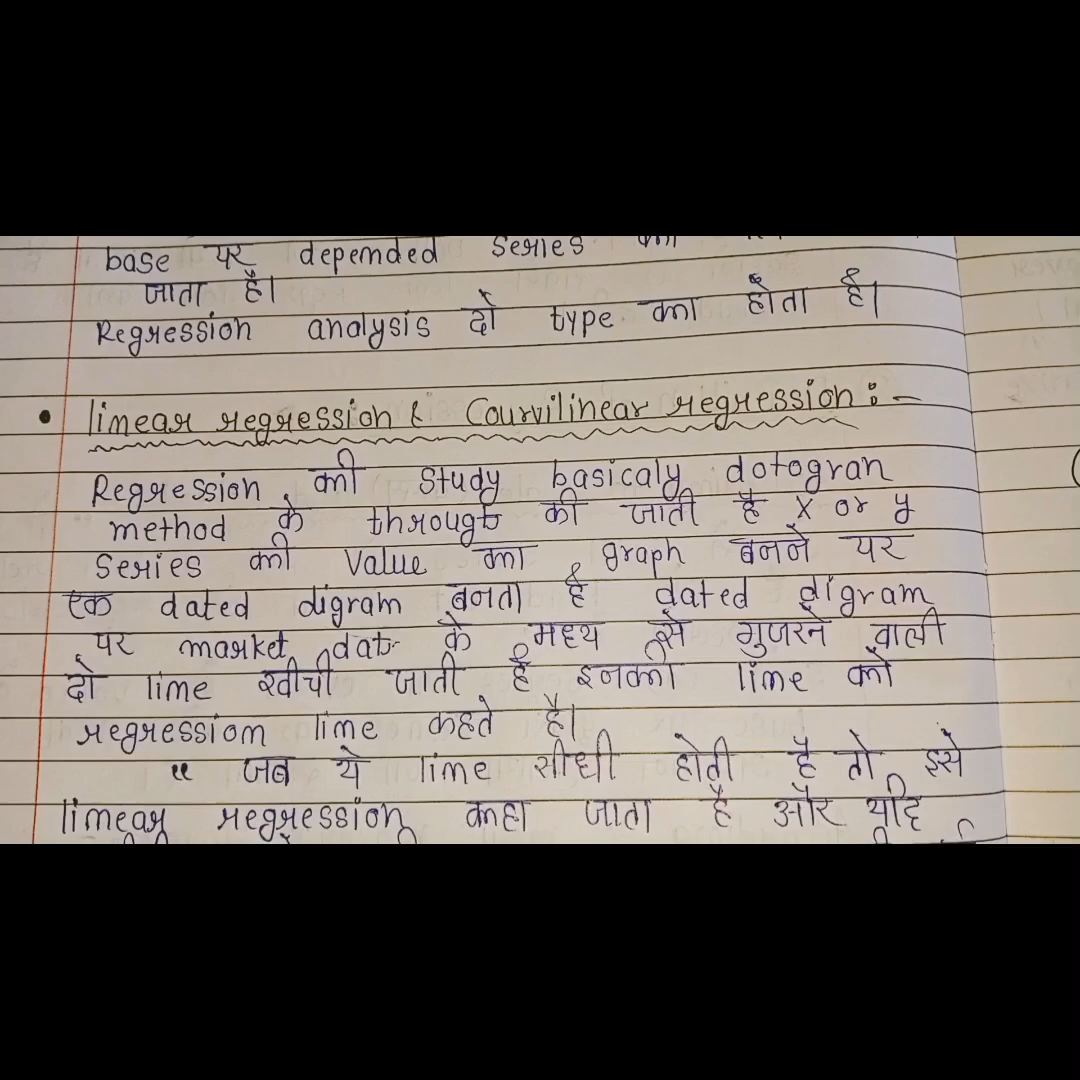 base पर depended series का
जाता है।
Regression analysis दो type का होता है।
• linear regression & Courvilinear regression :-
Regression की study basicaly dotogran
method के througt की जाती है x or y
series की value का graph बनने पर
एक dated digram बनता है dated digram
पर market dat के मध्य से गुजरने वाली
दो line खीची जाती है इनकी line को
regression line कहते है।
" जब ये line सीधी होती है तो इसे
linear regression कहा जाता है और यदि